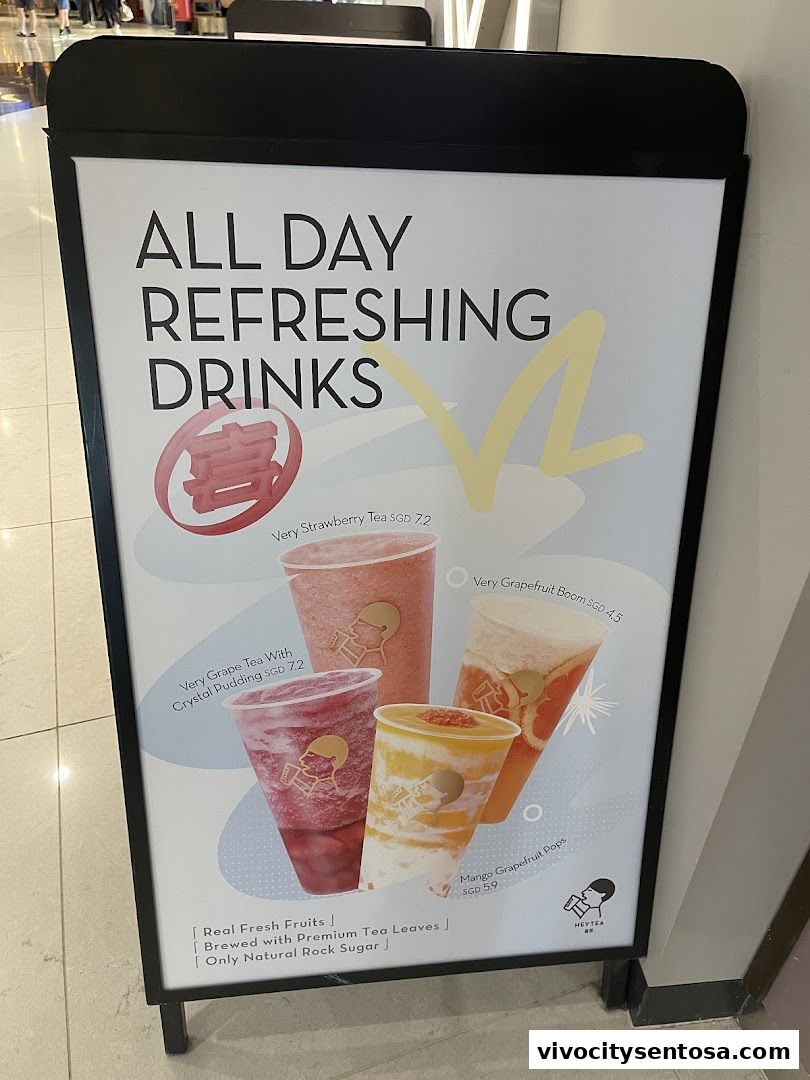 ALL DAY
REFRESHING
DRINKS
喜
Very Strawberry Tea SGD 7.2
Very Grapefruit Boom SGD 4.5
Very Grape Tea With
Crystal Pudding SGD 7.2
Mango Grapefruit Pops
SGD 5.9
[ Real Fresh Fruits ]
[ Brewed with Premium Tea Leaves ]
[ Only Natural Rock Sugar ]
HEYTEA
vivocitysentosa.com